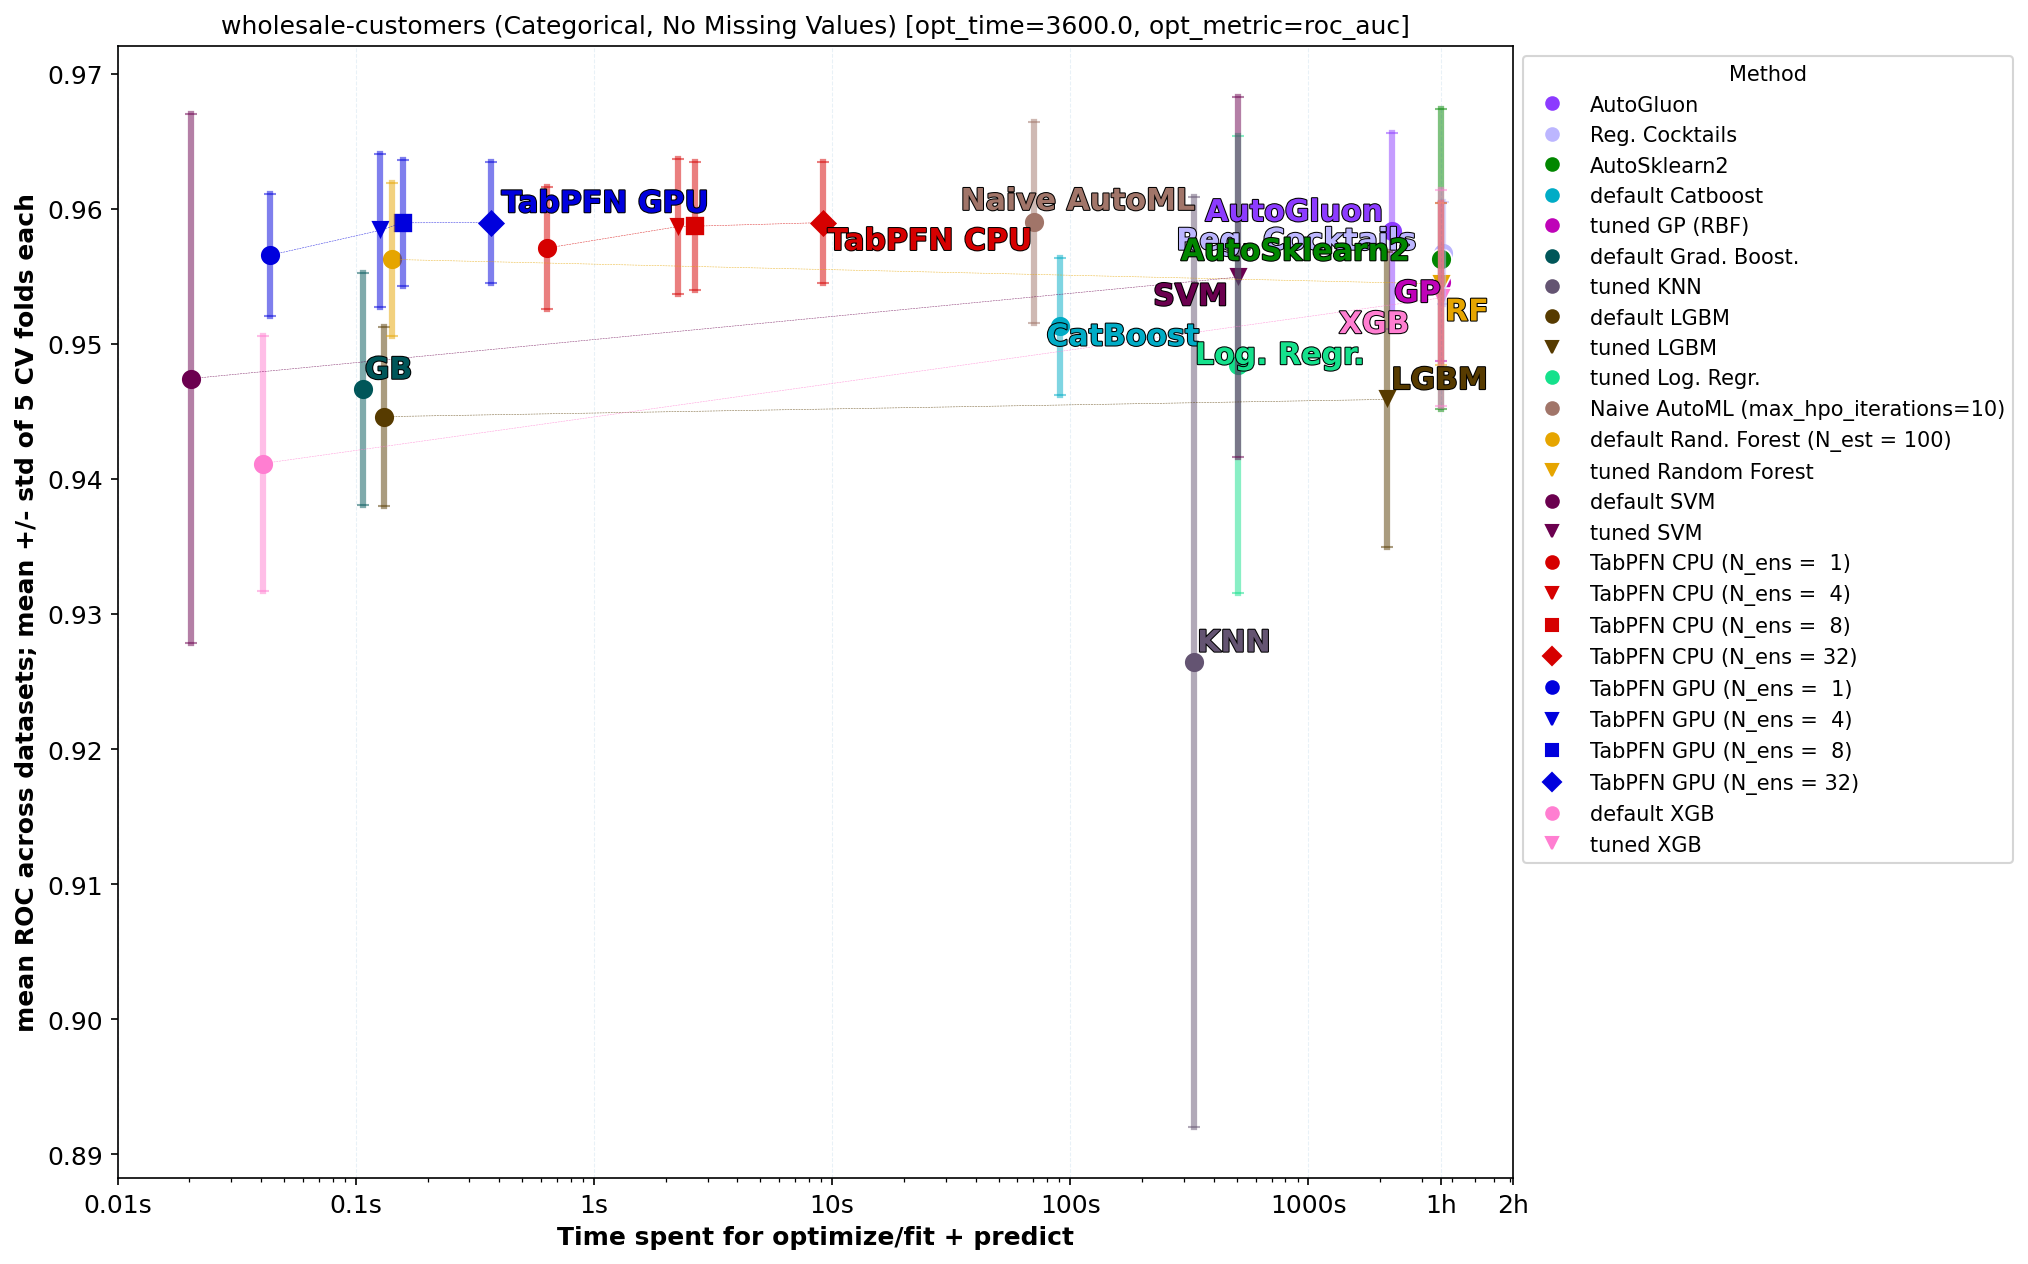 wholesale-customers (Categorical, No Missing Values) [opt_time=3600.0, opt_metric=roc_auc]
mean ROC across datasets; mean +/- std of 5 CV folds each
0.97
0.96
0.95
0.94
0.93
0.92
0.91
0.90
0.89
TabPFN GPU
Naive AutoML
AutoGluon
TabPFN CPU
Reg. Cocktails
AutoSklearn2
SVM
GP
RF
XGB
CatBoost
Log. Regr.
GB
LGBM
KNN
0.01s 0.1s 1s 10s 100s 1000s 1h 2h
Time spent for optimize/fit + predict
Method
AutoGluon
Reg. Cocktails
AutoSklearn2
default Catboost
tuned GP (RBF)
default Grad. Boost.
tuned KNN
default LGBM
tuned LGBM
tuned Log. Regr.
Naive AutoML (max_hpo_iterations=10)
default Rand. Forest (N_est = 100)
tuned Random Forest
default SVM
tuned SVM
TabPFN CPU (N_ens =  1)
TabPFN CPU (N_ens =  4)
TabPFN CPU (N_ens =  8)
TabPFN CPU (N_ens = 32)
TabPFN GPU (N_ens =  1)
TabPFN GPU (N_ens =  4)
TabPFN GPU (N_ens =  8)
TabPFN GPU (N_ens = 32)
default XGB
tuned XGB